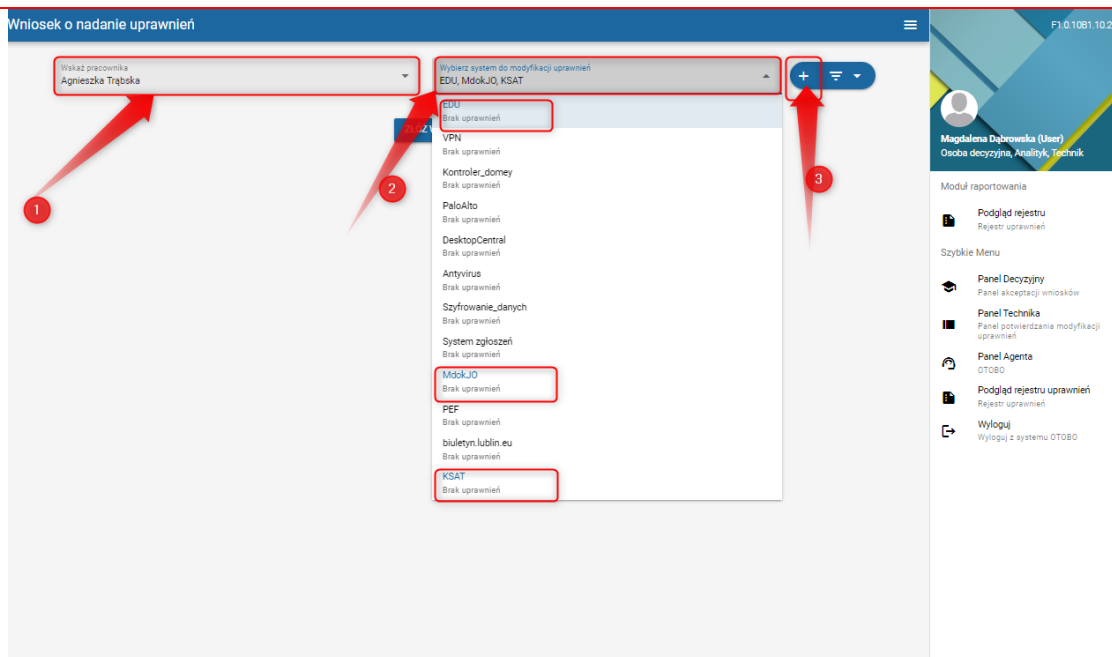 Wniosek o nadanie uprawnień
Wskaż pracownika
Agnieszka Trąbska
Wybierz system do modyfikacji uprawnień
EDU, MdokJO, KSAT
EDU
Brak uprawnień
VPN
Brak uprawnień
Kontroler_domey
Brak uprawnień
PaloAlto
Brak uprawnień
DesktopCentral
Brak uprawnień
Antyvirus
Brak uprawnień
Szyfrowanie_danych
Brak uprawnień
System zgłoszeń
Brak uprawnień
MdokJO
Brak uprawnień
PEF
Brak uprawnień
biuletyn.lublin.eu
Brak uprawnień
KSAT
Brak uprawnień
1
2
3
F1.0.1081.10.2
Magdalena Dąbrowska (User)
Osoba decyzyjna, Analityk, Technik
Moduł raportowania
Podgląd rejestru
Rejestr uprawnień
Szybkie Menu
Panel Decyzyjny
Panel akceptacji wniosków
Panel Technika
Panel potwierdzania modyfikacji
uprawnień
Panel Agenta
OTOBO
Podgląd rejestru uprawnień
Rejestr uprawnień
Wyloguj
Wyloguj z systemu OTOBO